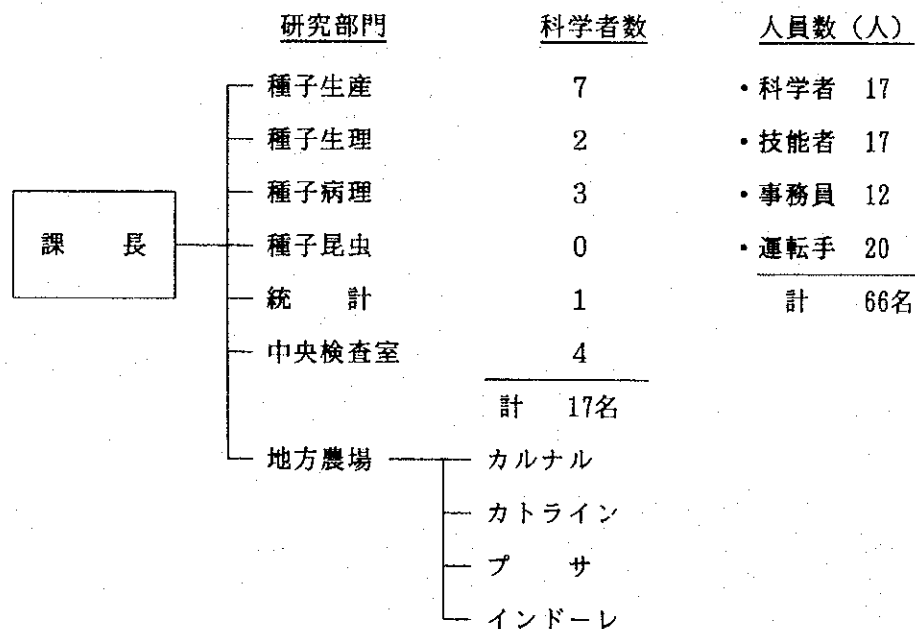 研究部門 科学者数 人員数(人)
種子生産 7 ・科学者 17
種子生理 2 ・技能者 17
種子病理 3 ・事務員 12
課長 種子昆虫 0 ・運転手 20
統計 1 計 66名
中央検査室 4
計 17名
地方農場 カルナル
カトライン
プサ
インドーレ